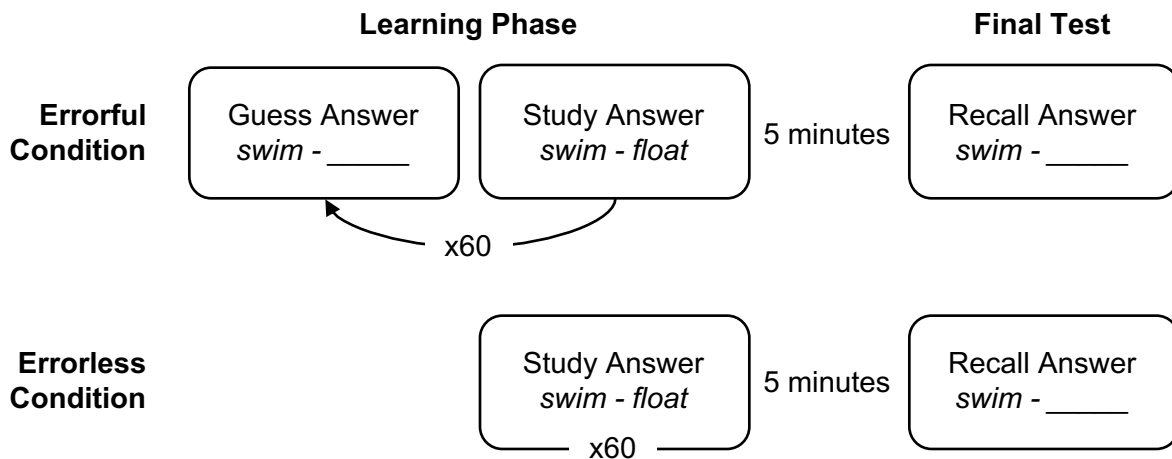 Learning Phase
Final Test
Errorful
Condition
Guess Answer
swim - _____
Study Answer
swim - float
5 minutes
Recall Answer
swim - _____
x60
Errorless
Condition
Study Answer
swim - float
5 minutes
Recall Answer
swim - _____
x60